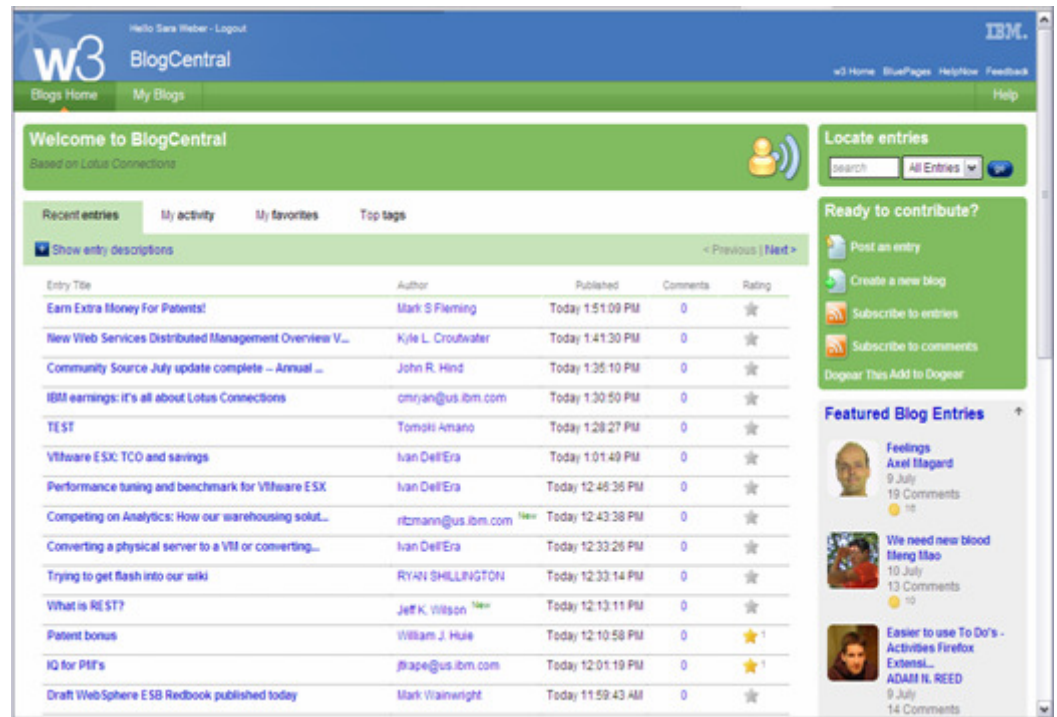 Hello Sara Weber - Logout
IBM.
w3
BlogCentral
w3 Home BluePages HelpNow Feedback
Blogs Home My Blogs Help
Welcome to BlogCentral
Based on Lotus Connections
Locate entries
search All Entries go
Recent entries My activity My favorites Top tags
Show entry descriptions < Previous | Next >
Entry Title Author Published Comments Rating
Earn Extra Money For Patents! Mark S Fleming Today 1:51:09 PM 0
New Web Services Distributed Management Overview V... Kyle L. Croutwater Today 1:41:30 PM 0
Community Source July update complete -- Annual ... John R. Hind Today 1:35:10 PM 0
IBM earnings: it's all about Lotus Connections cmryan@us.ibm.com Today 1:30:50 PM 0
TEST Tomoki Amano Today 1:28:27 PM 0
VMware ESX: TCO and savings Ivan Dell'Era Today 1:01:49 PM 0
Performance tuning and benchmark for VMware ESX Ivan Dell'Era Today 12:46:36 PM 0
Competing on Analytics: How our warehousing solut... ritzmann@us.ibm.com New Today 12:43:38 PM 0
Converting a physical server to a VM or converting... Ivan Dell'Era Today 12:33:26 PM 0
Trying to get flash into our wiki RYAN SHILLINGTON Today 12:33:14 PM 0
What is REST? Jeff K. Wilson New Today 12:13:11 PM 0
Patent bonus William J. Huie Today 12:10:58 PM 0 1
IQ for PM's jtkape@us.ibm.com Today 12:01:19 PM 0 1
Draft WebSphere ESB Redbook published today Mark Wainwright Today 11:59:43 AM 0
Ready to contribute?
Post an entry
Create a new blog
Subscribe to entries
Subscribe to comments
Dogear This Add to Dogear
Featured Blog Entries
Feelings
Axel Magard
9 July
19 Comments
10
We need new blood
Meng Mao
10 July
13 Comments
10
Easier to use To Do's -
Activities Firefox
Extensi...
ADAM N. REED
9 July
14 Comments